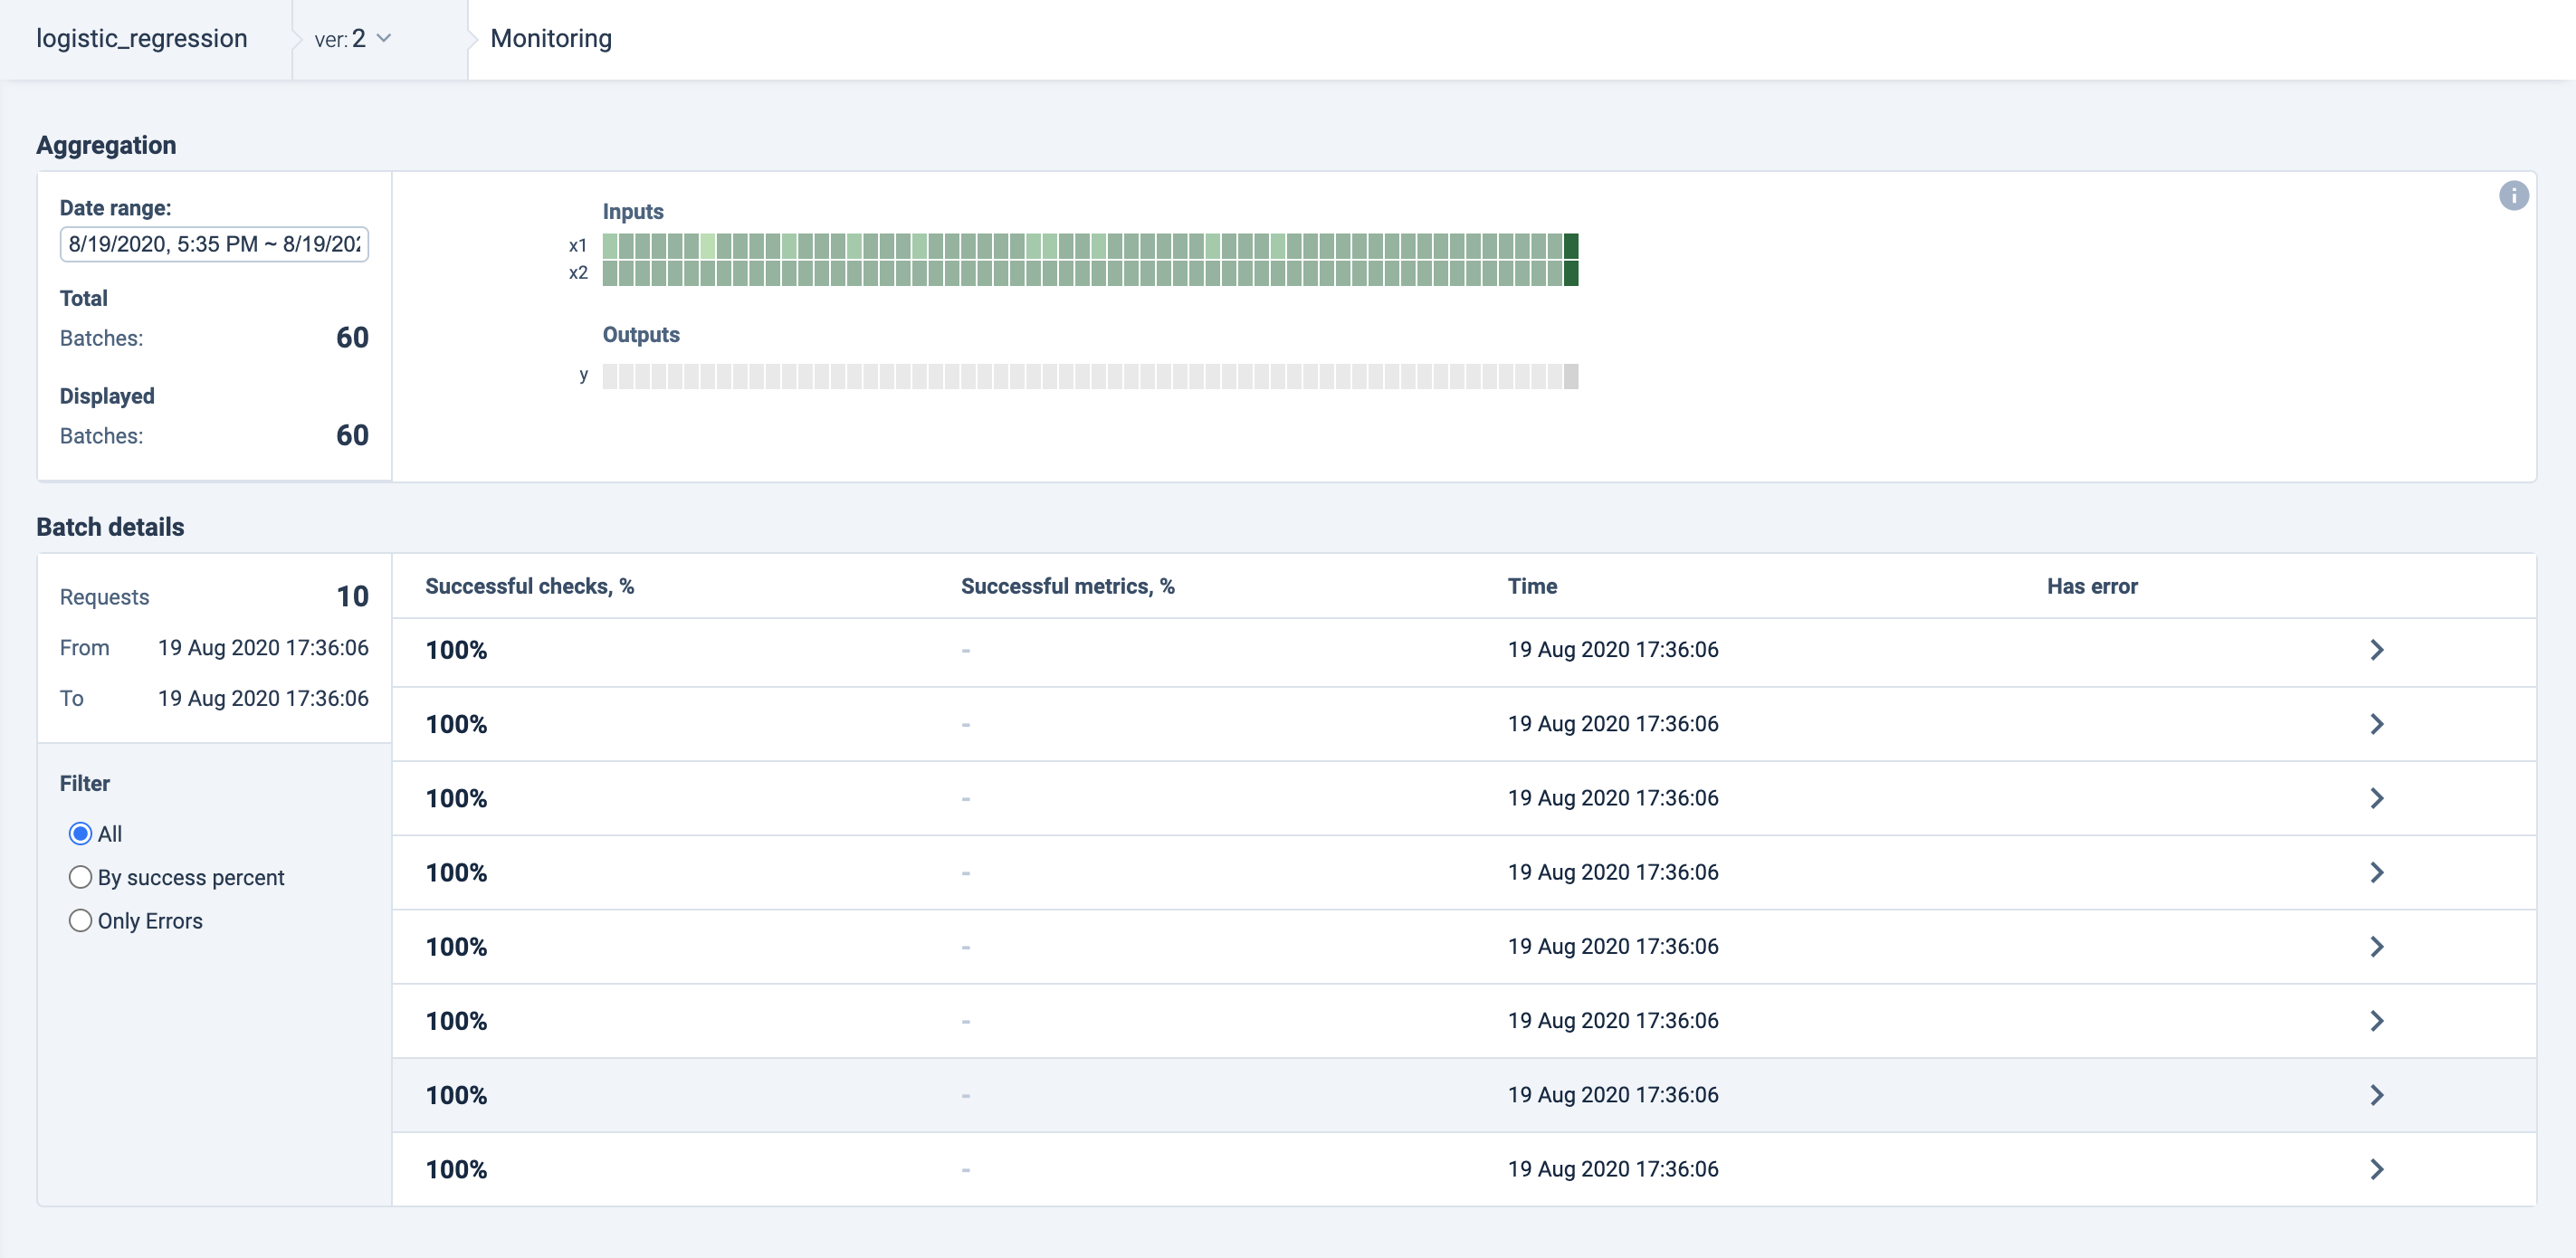 logistic_regression
ver: 2
Monitoring
Aggregation
Date range:
8/19/2020, 5:35 PM ~ 8/19/202
Total
Batches: 60
Displayed
Batches: 60
Inputs
x1
x2
Outputs
y
i
Batch details
Requests 10
From 19 Aug 2020 17:36:06
To 19 Aug 2020 17:36:06
Filter
All
By success percent
Only Errors
Successful checks, % Successful metrics, % Time Has error
100% - 19 Aug 2020 17:36:06
100% - 19 Aug 2020 17:36:06
100% - 19 Aug 2020 17:36:06
100% - 19 Aug 2020 17:36:06
100% - 19 Aug 2020 17:36:06
100% - 19 Aug 2020 17:36:06
100% - 19 Aug 2020 17:36:06
100% - 19 Aug 2020 17:36:06